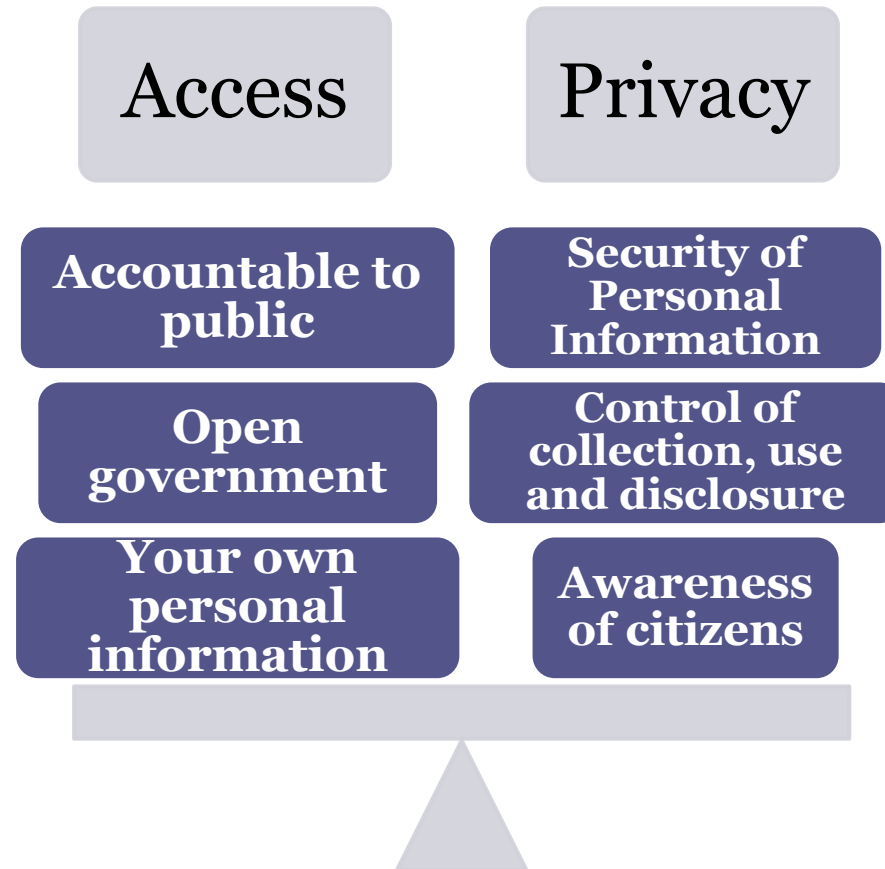 Access
Privacy
Accountable to
public
Security of
Personal
Information
Open
government
Control of
collection, use
and disclosure
Your own
personal
information
Awareness
of citizens